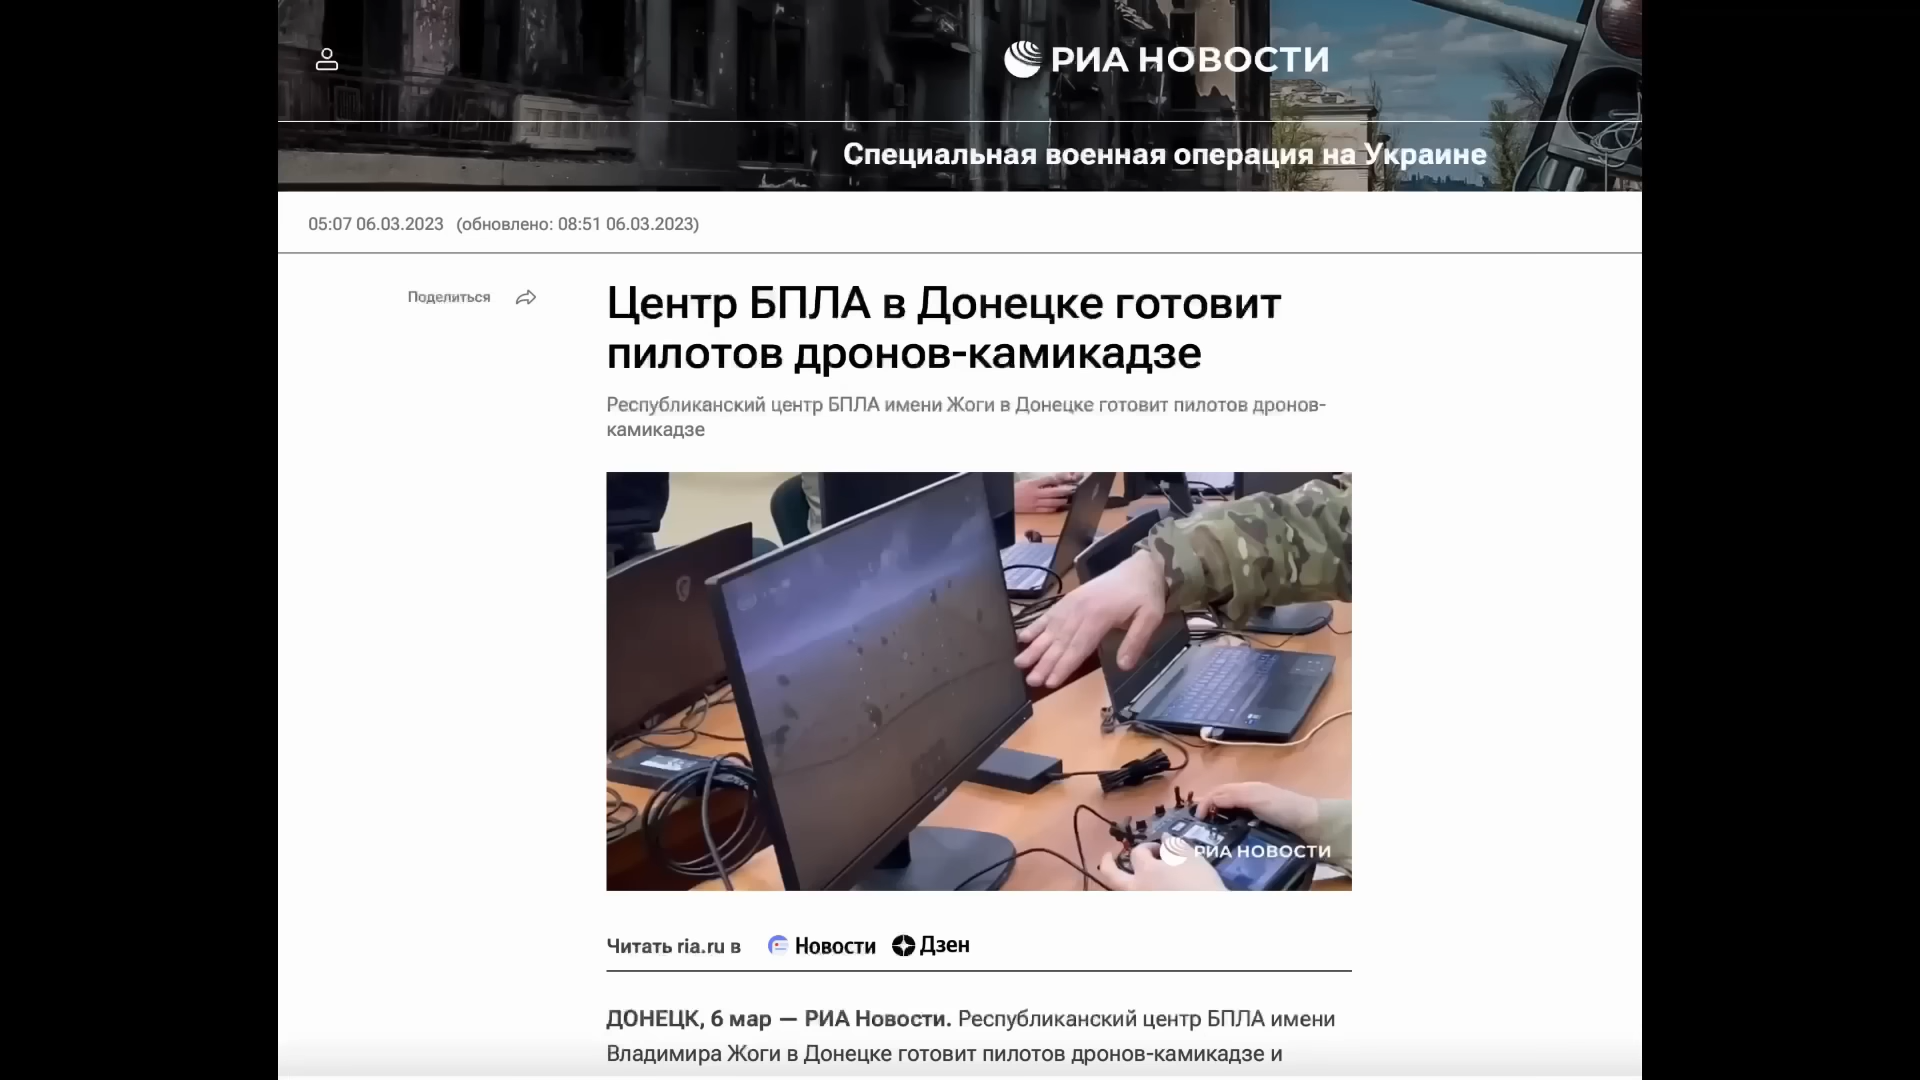 РИА НОВОСТИ
Специальная военная операция на Украине
05:07 06.03.2023 (обновлено: 08:51 06.03.2023)
Поделиться
Центр БПЛА в Донецке готовит
пилотов дронов-камикадзе
Республиканский центр БПЛА имени Жоги в Донецке готовит пилотов дронов-
камикадзе
РИА НОВОСТИ
Читать ria.ru в Новости Дзен
ДОНЕЦК, 6 мар — РИА Новости. Республиканский центр БПЛА имени
Владимира Жоги в Донецке готовит пилотов дронов-камикадзе и